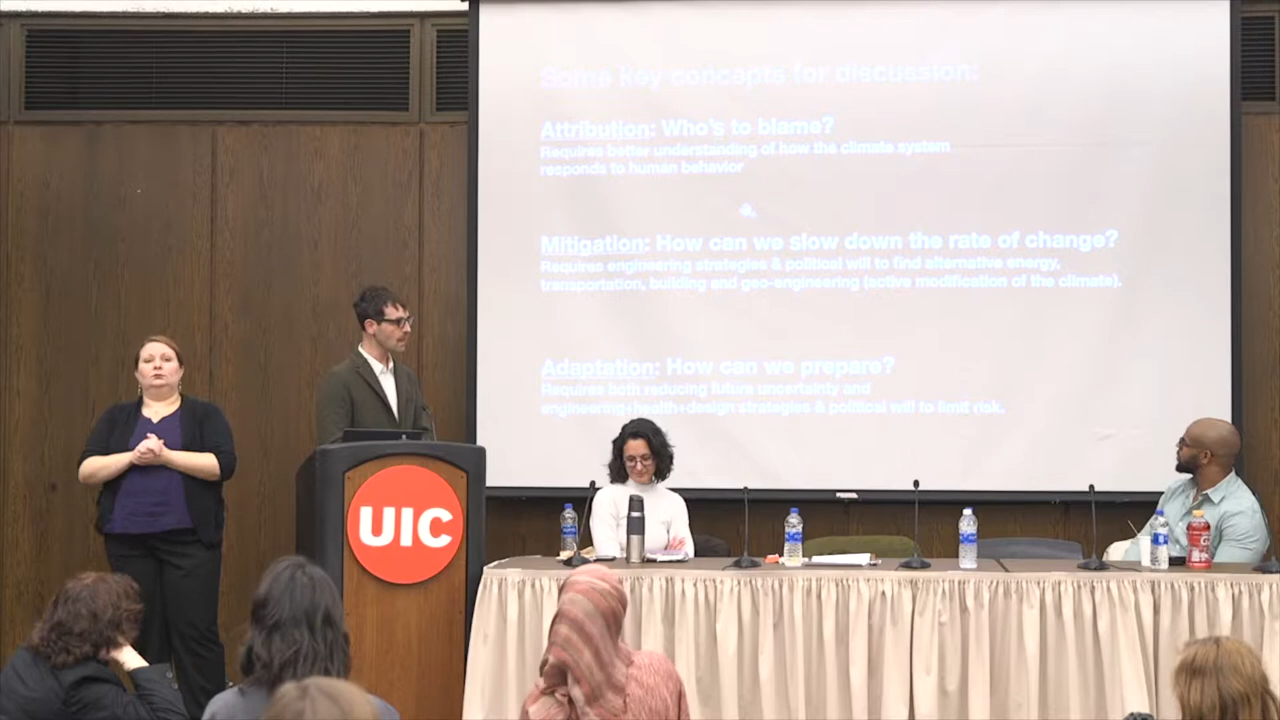 Some key concepts for discussion:
Attribution: Who's to blame?
Requires better understanding of how the climate system
responds to human behavior
&
Mitigation: How can we slow down the rate of change?
Requires engineering strategies & political will to find alternative energy,
transportation, building and geo-engineering (active modification of the climate).
Adaptation: How can we prepare?
Requires both reducing future uncertainty and
engineering+health+design strategies & political will to limit risk.
UIC